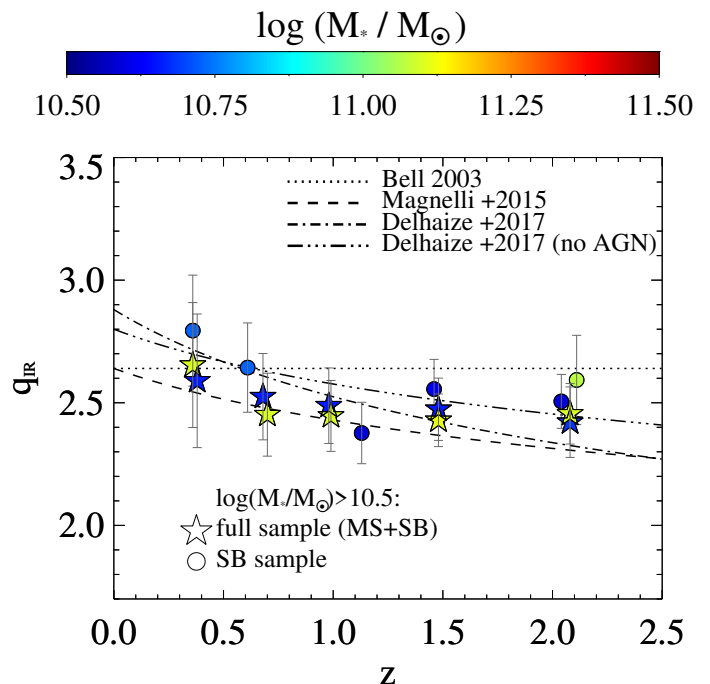 log (M* / M⊙)
10.50 10.75 11.00 11.25 11.50
3.5
3.0
2.5
2.0
qIR
Bell 2003
Magnelli +2015
Delhaize +2017
Delhaize +2017 (no AGN)
log(M*/M⊙)>10.5:
full sample (MS+SB)
SB sample
0.0 0.5 1.0 1.5 2.0 2.5
z